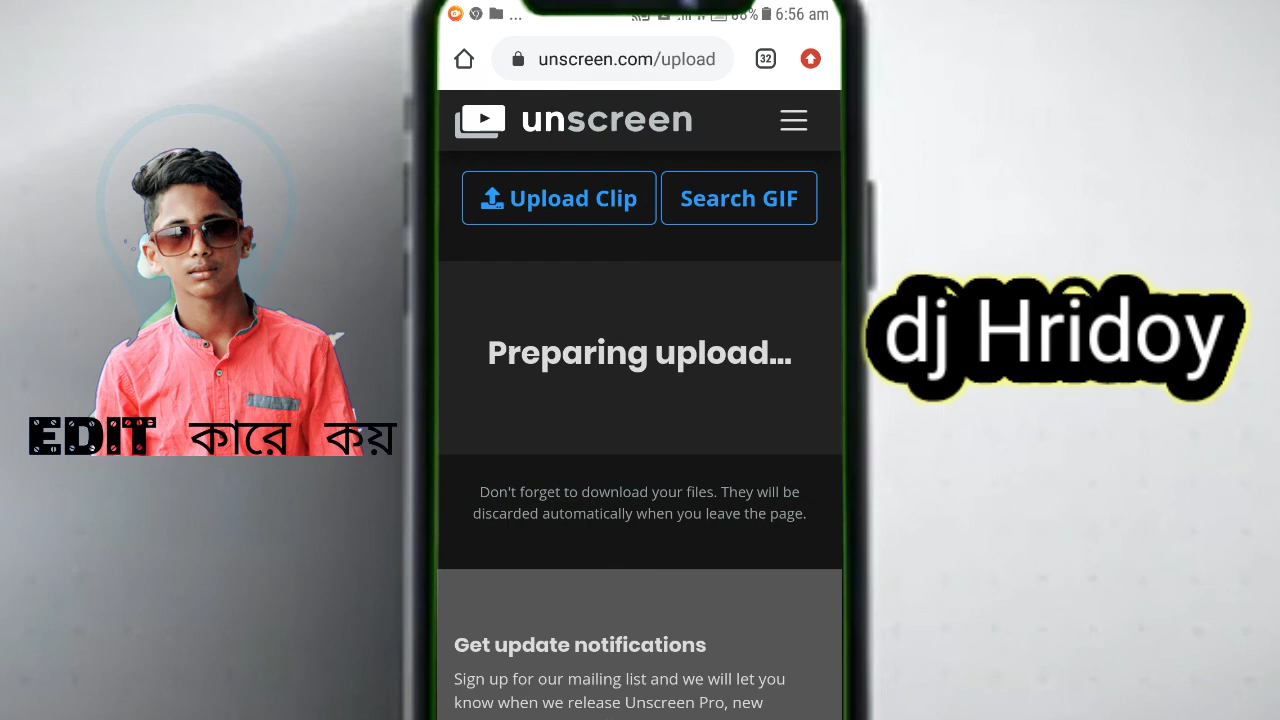 ... 6:56 am
unscreen.com/upload 32
unscreen
Upload Clip Search GIF
Preparing upload...
dj Hridoy
EDIT কারে কয়
Don't forget to download your files. They will be
discarded automatically when you leave the page.
Get update notifications
Sign up for our mailing list and we will let you
know when we release Unscreen Pro, new